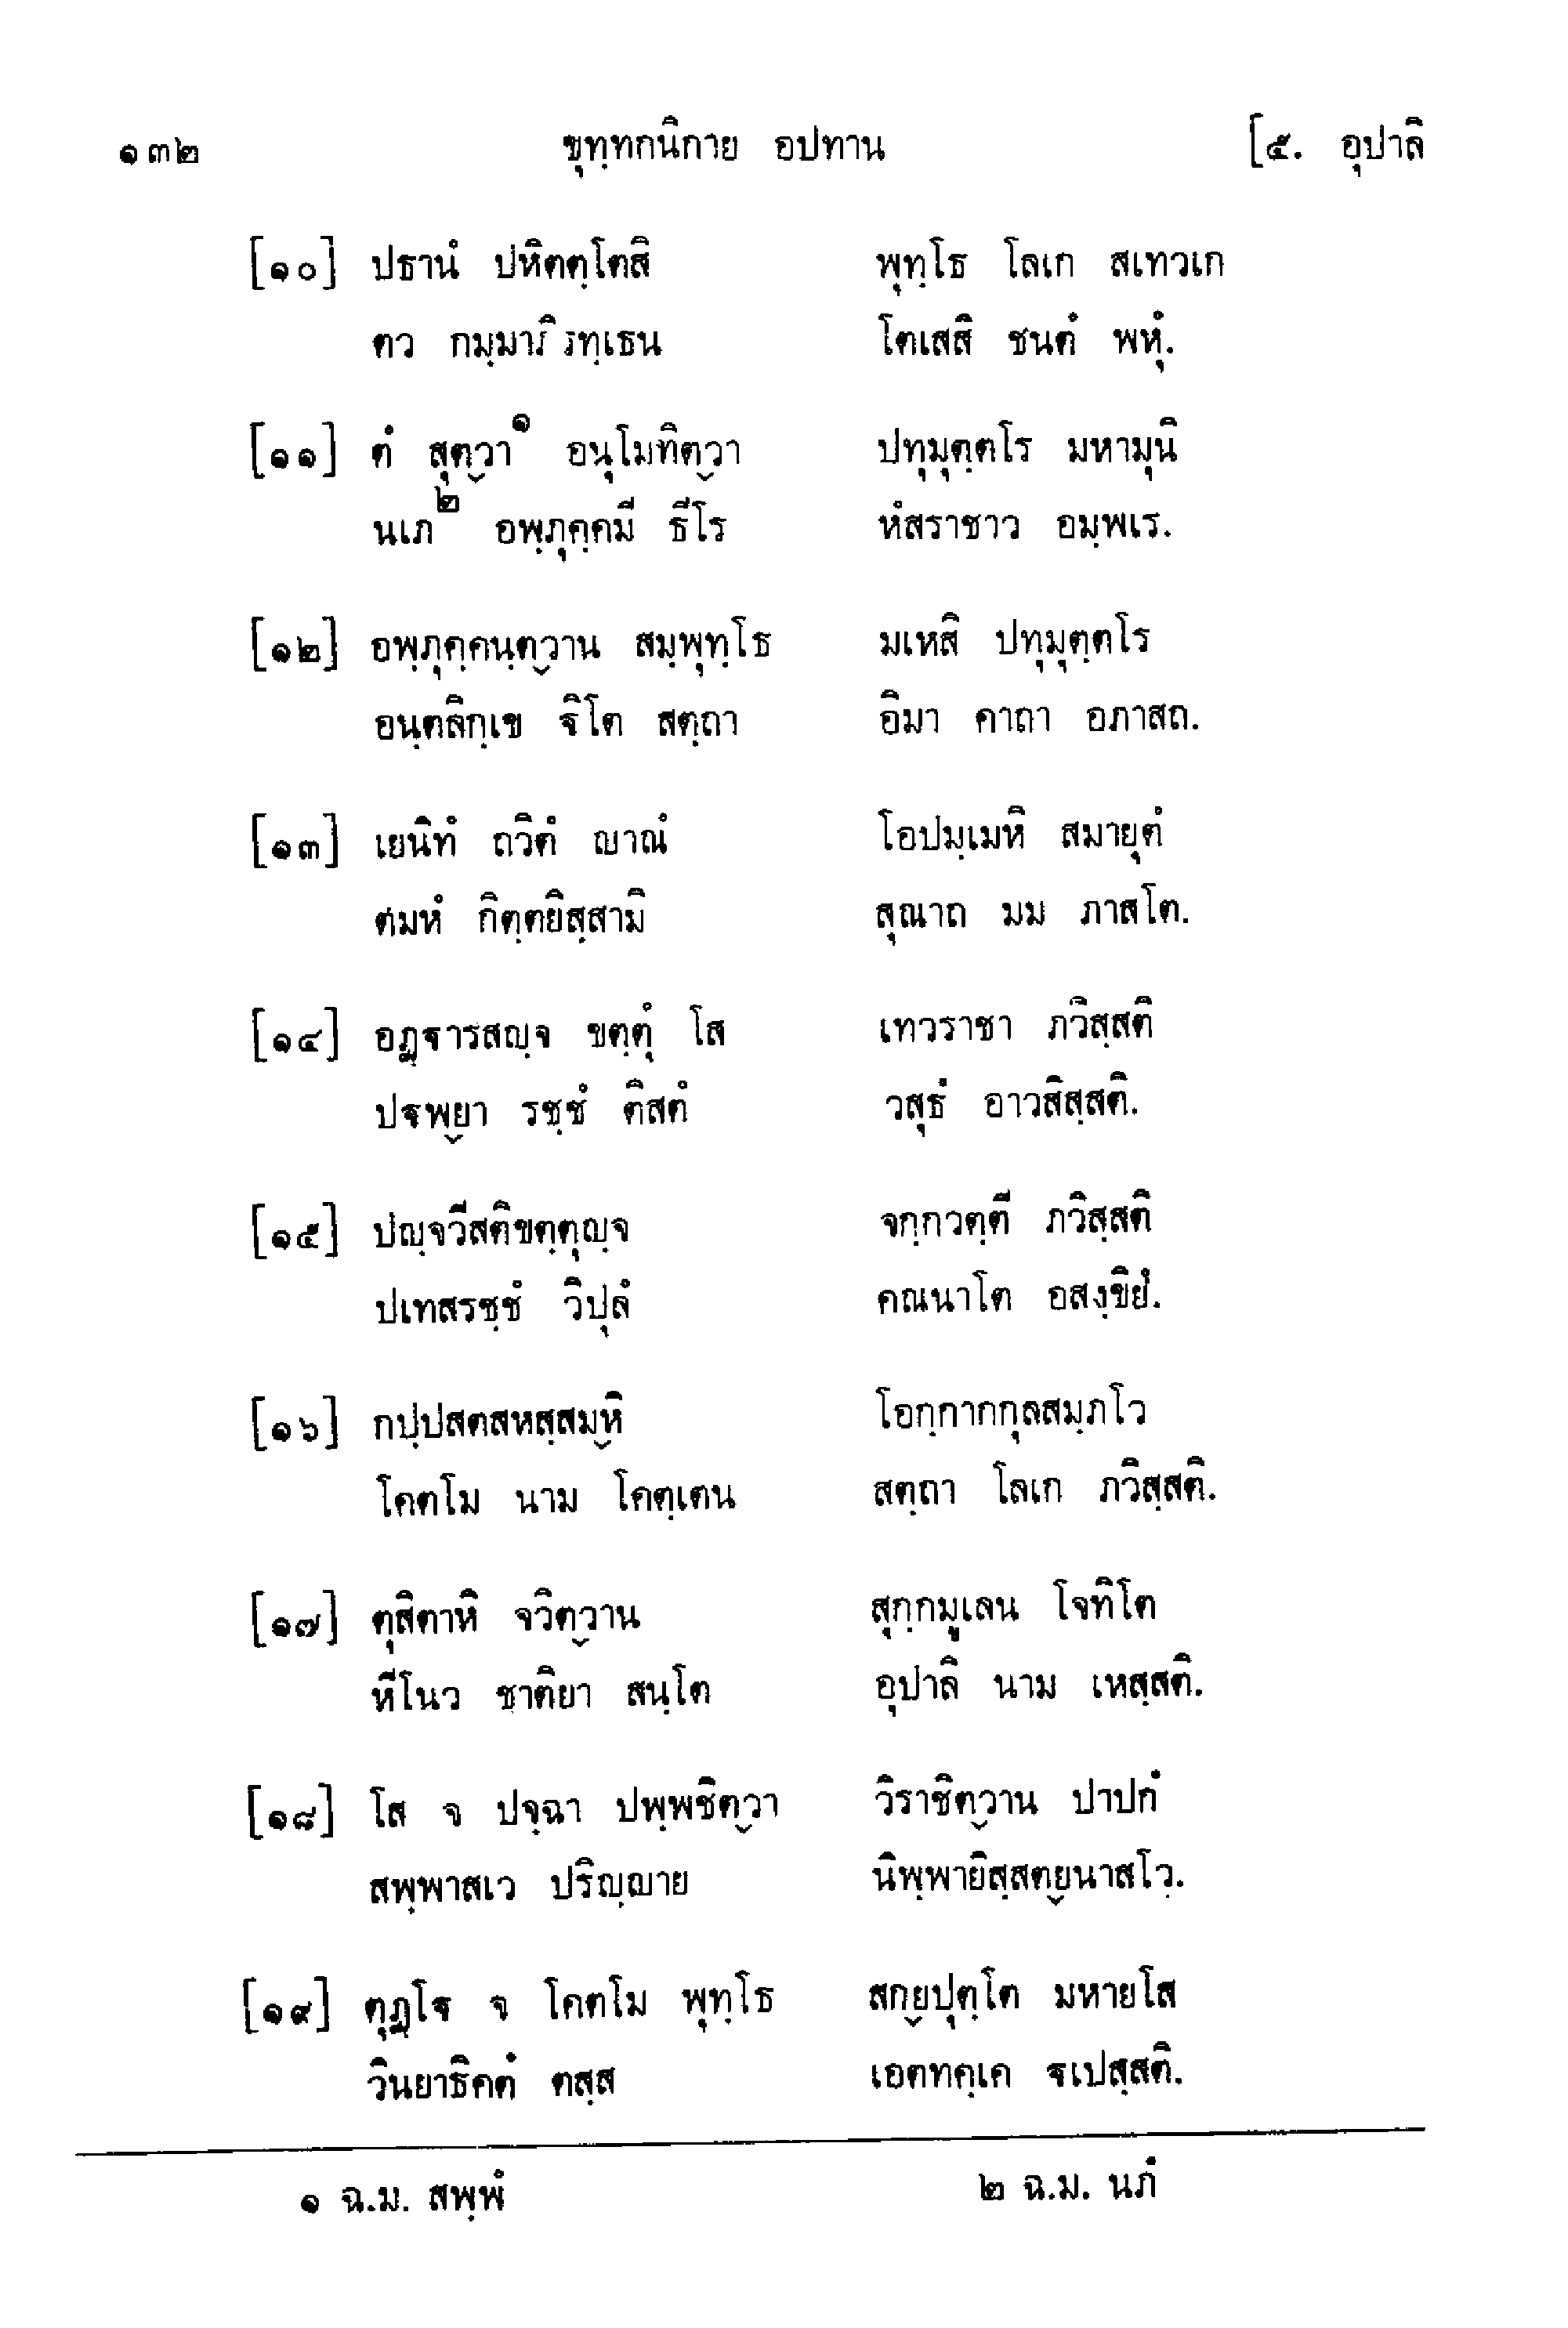 ๑๓๒ ขุทฺทกนิกาย อปทาน [๕. อุปาลิ
[๑๐] ปธานํ ปหิตตฺโตสิ พุทฺโธ โลเก สเทวเก
ตว กมฺมาภิรทฺเธน โตเสสิ ชนตํ พหุํ.
[๑๑] ตํ สุตฺวา๑ อนุโมทิตฺวา ปทุมุตฺตโร มหามุนิ
นเภ๒ อพฺภุคฺคมี ธีโร หํสราชาว อมฺพเร.
[๑๒] อพฺภุคฺคนฺตฺวาน สมฺพุทฺโธ มเหสิ ปทุมุตฺตโร
อนฺตลิกฺเข ฐิโต สตฺถา อิมา คาถา อภาสถ.
[๑๓] เยนิทํ ถวิตํ ญาณํ โอปมฺเมหิ สมายุตํ
ตมหํ กิตฺตยิสฺสามิ สุณาถ มม ภาสโต.
[๑๔] อฏฺฐารสญฺจ ขตฺตุํ โส เทวราชา ภวิสฺสติ
ปฐพฺยา รชฺชํ ติสตํ วสุธํ อาวสิสฺสติ.
[๑๕] ปญฺจวีสติขตฺตุญฺจ จกฺกวตฺตี ภวิสฺสติ
ปเทสรชฺชํ วิปุลํ คณนาโต อสงฺขิยํ.
[๑๖] กปฺปสตสหสฺสมฺหิ โอกฺกากกุลสมฺภโว
โคตโม นาม โคตฺเตน สตฺถา โลเก ภวิสฺสติ.
[๑๗] ตุสิตาหิ จวิตฺวาน สุกฺกมูเลน โจทิโต
หีโนว ชาติยา สนฺโต อุปาลิ นาม เหสฺสติ.
[๑๘] โส จ ปจฺฉา ปพฺพชิตฺวา วิราชิตฺวาน ปาปกํ
สพฺพาสเว ปริญฺญาย นิพฺพายิสฺสตฺยนาสโว.
[๑๙] ตุฏฺโฐ จ โคตโม พุทฺโธ สกฺยปุตฺโต มหายโส
วินยาธิคตํ ตสฺส เอตทคฺเค ฐเปสฺสติ.
๑ ฉ.ม. สพฺพํ ๒ ฉ.ม. นภํ